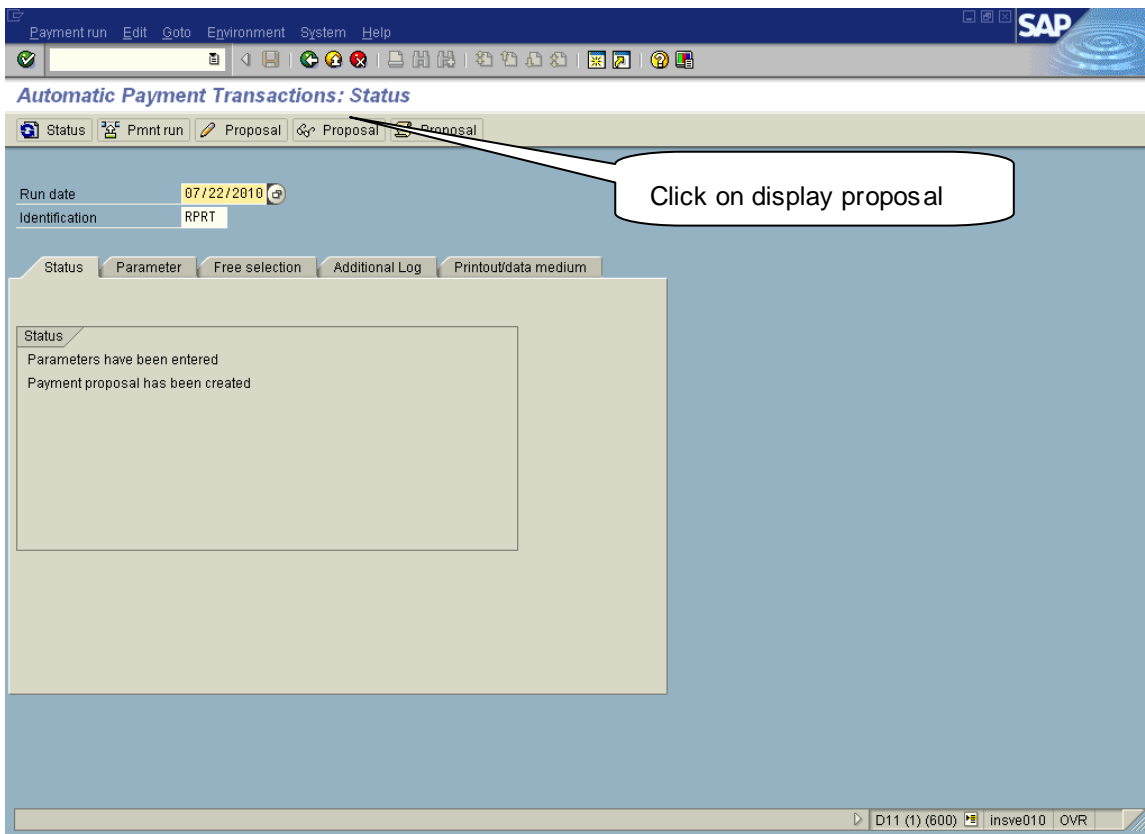 Payment run Edit Goto Environment System Help
SAP
Automatic Payment Transactions: Status
Status Pmnt run Proposal Proposal Proposal
Click on display proposal
Run date 07/22/2010
Identification RPRT
Status Parameter Free selection Additional Log Printout/data medium
Status
Parameters have been entered
Payment proposal has been created
D11 (1) (600) insve010 OVR